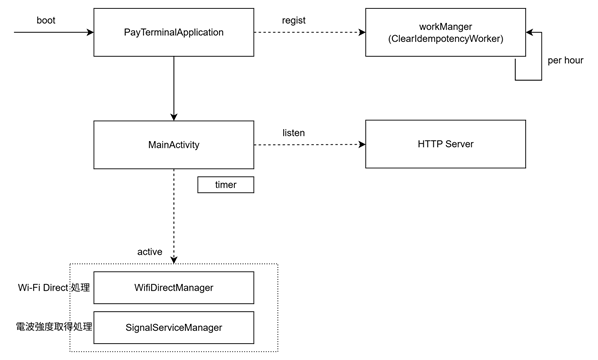 boot
PayTerminalApplication
regist
workManger
(ClearIdempotencyWorker)
per hour
MainActivity
listen
HTTP Server
timer
active
Wi-Fi Direct 処理
WifiDirectManager
電波強度取得処理
SignalServiceManager